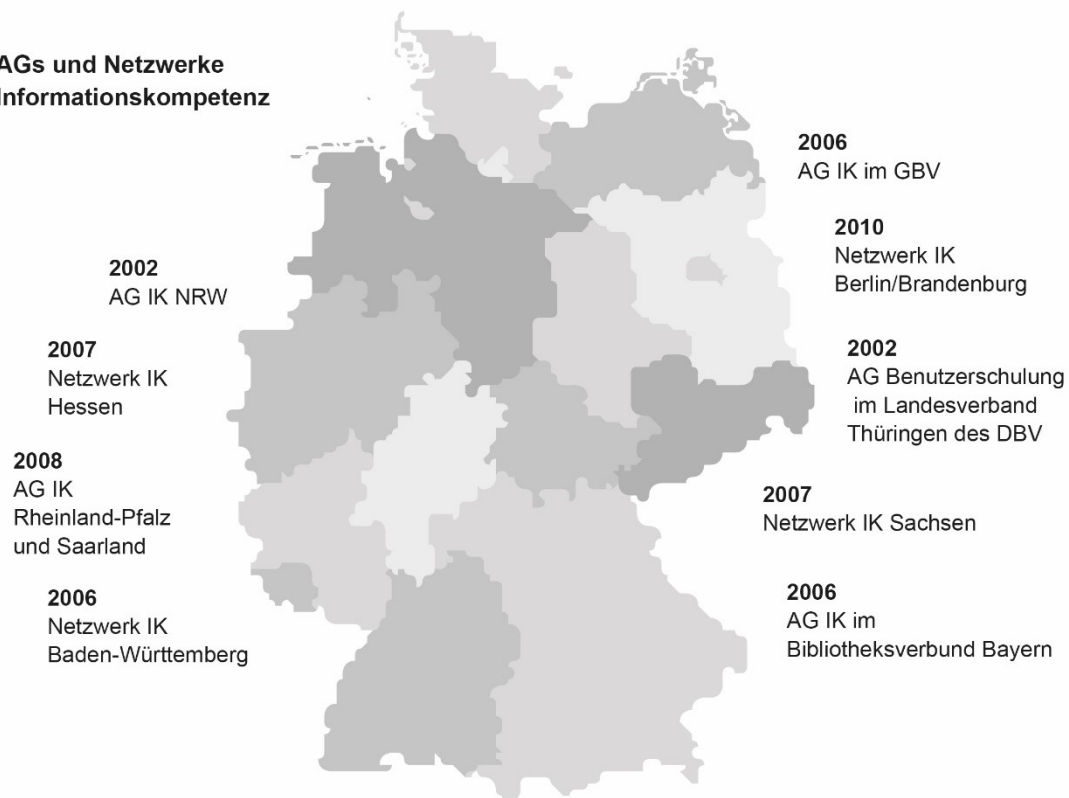 AGs und Netzwerke
Informationskompetenz
2006
AG IK im GBV
2010
Netzwerk IK
Berlin/Brandenburg
2002
AG IK NRW
2007
Netzwerk IK
Hessen
2002
AG Benutzerschulung
im Landesverband
Thüringen des DBV
2008
AG IK
Rheinland-Pfalz
und Saarland
2007
Netzwerk IK Sachsen
2006
Netzwerk IK
Baden-Württemberg
2006
AG IK im
Bibliotheksverbund Bayern